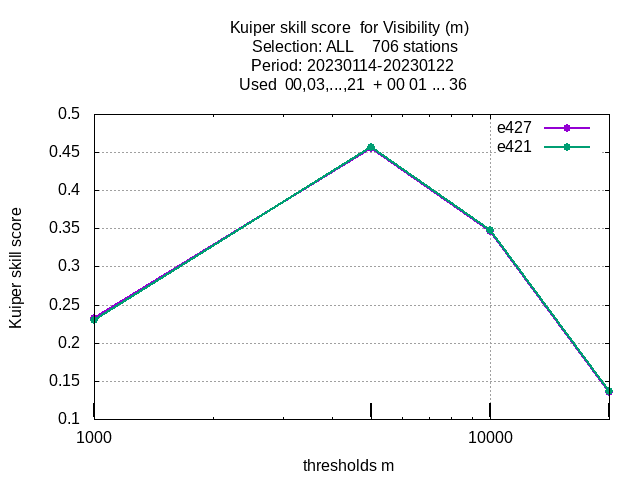 Kuiper skill score  for Visibility (m)
Selection: ALL    706 stations
Period: 20230114-20230122
Used  00,03,...,21  + 00 01 ... 36
e427
e421
0.5
0.45
0.4
0.35
0.3
0.25
0.2
0.15
0.1
Kuiper skill score
1000
10000
thresholds m